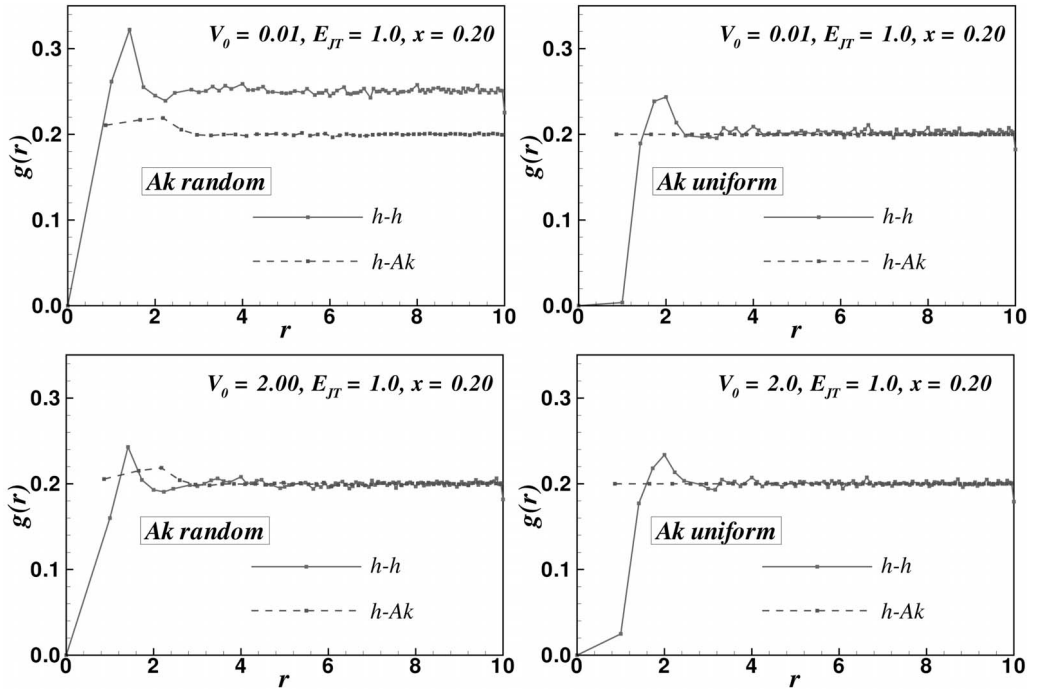 V₀ = 0.01, E_JT = 1.0, x = 0.20
0.3
0.2
0.1
0.0
g(r)
Ak random
h-h
h-Ak
0 2 4 6 8 10
r
V₀ = 0.01, E_JT = 1.0, x = 0.20
0.3
0.2
0.1
0.0
g(r)
Ak uniform
h-h
h-Ak
0 2 4 6 8 10
r
V₀ = 2.00, E_JT = 1.0, x = 0.20
0.3
0.2
0.1
0.0
g(r)
Ak random
h-h
h-Ak
0 2 4 6 8 10
r
V₀ = 2.0, E_JT = 1.0, x = 0.20
0.3
0.2
0.1
0.0
g(r)
Ak uniform
h-h
h-Ak
0 2 4 6 8 10
r